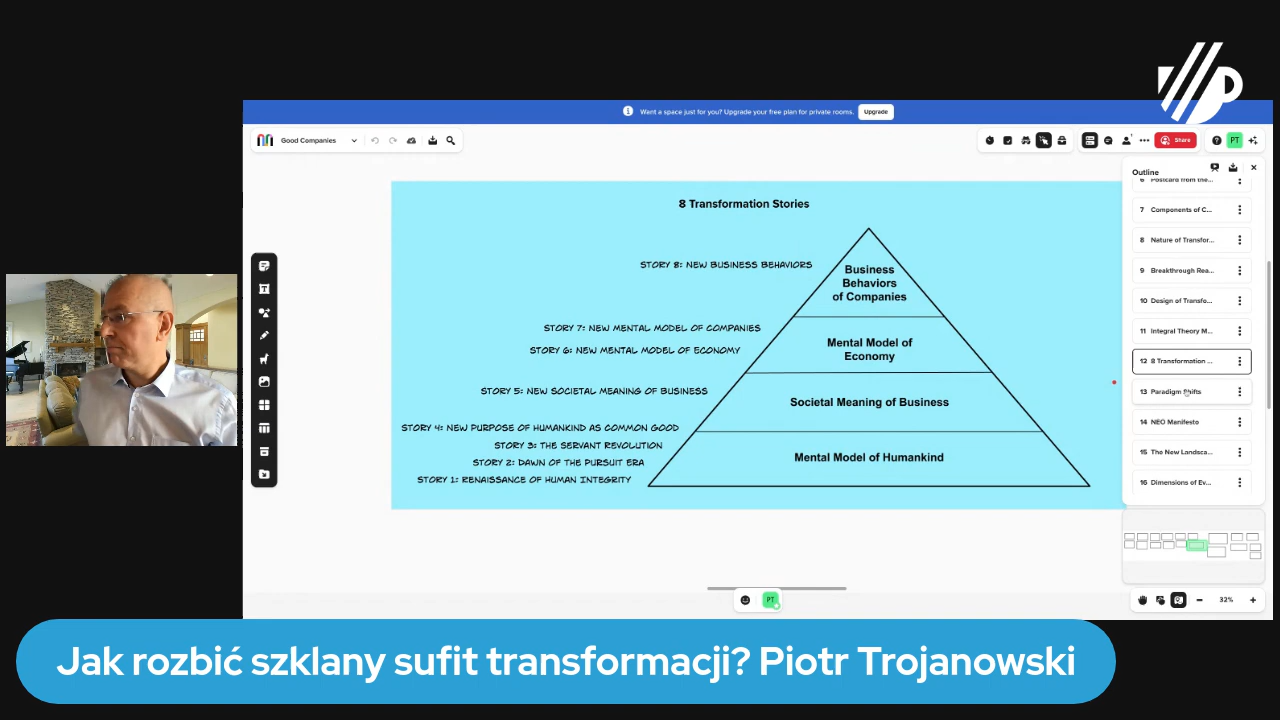 Want a space just for you? Upgrade your free plan for private rooms. Upgrade
Good Companies
Share
PT
Outline
6 Postcard from the...
7 Components of C...
8 Nature of Transfor...
9 Breakthrough Rea...
10 Design of Transfo...
11 Integral Theory M...
12 8 Transformation ...
13 Paradigm Shifts
14 NEO Manifesto
15 The New Landsca...
16 Dimensions of Ev...
8 Transformation Stories
STORY 8: NEW BUSINESS BEHAVIORS
Business
Behaviors
of Companies
STORY 7: NEW MENTAL MODEL OF COMPANIES
STORY 6: NEW MENTAL MODEL OF ECONOMY
Mental Model of
Economy
STORY 5: NEW SOCIETAL MEANING OF BUSINESS
Societal Meaning of Business
STORY 4: NEW PURPOSE OF HUMANKIND AS COMMON GOOD
STORY 3: THE SERVANT REVOLUTION
STORY 2: DAWN OF THE PURSUIT ERA
STORY 1: RENAISSANCE OF HUMAN INTEGRITY
Mental Model of Humankind
PT
32%
Jak rozbić szklany sufit transformacji? Piotr Trojanowski